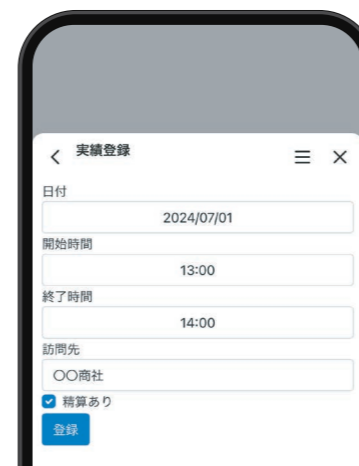 実績登録
日付
2024/07/01
開始時間
13:00
終了時間
14:00
訪問先
〇〇商社
精算あり
登録